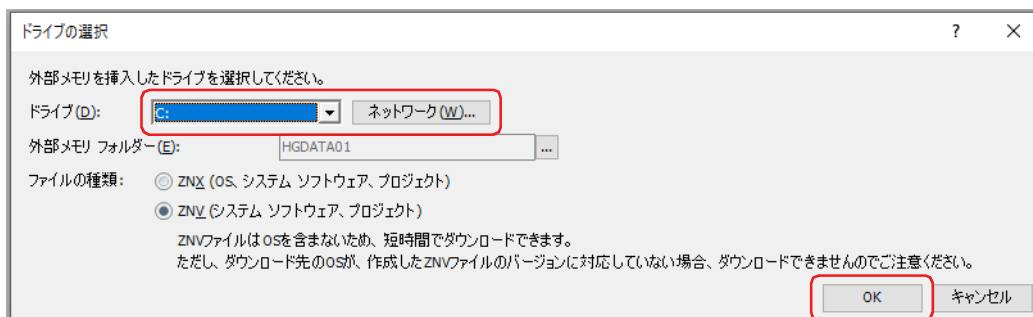 ドライブの選択 ?
外部メモリを挿入したドライブを選択してください。
ドライブ(D): C: ネットワーク(W)...
外部メモリ フォルダー(E): HGDATA01 ...
ファイルの種類: ZNX (OS、システム ソフトウェア、プロジェクト)
ZNV (システム ソフトウェア、プロジェクト)
ZNVファイルはOSを含まないため、短時間でダウンロードできます。
ただし、ダウンロード先のOSが、作成したZNVファイルのバージョンに対応していない場合、ダウンロードできませんのでご注意ください。
OK キャンセル